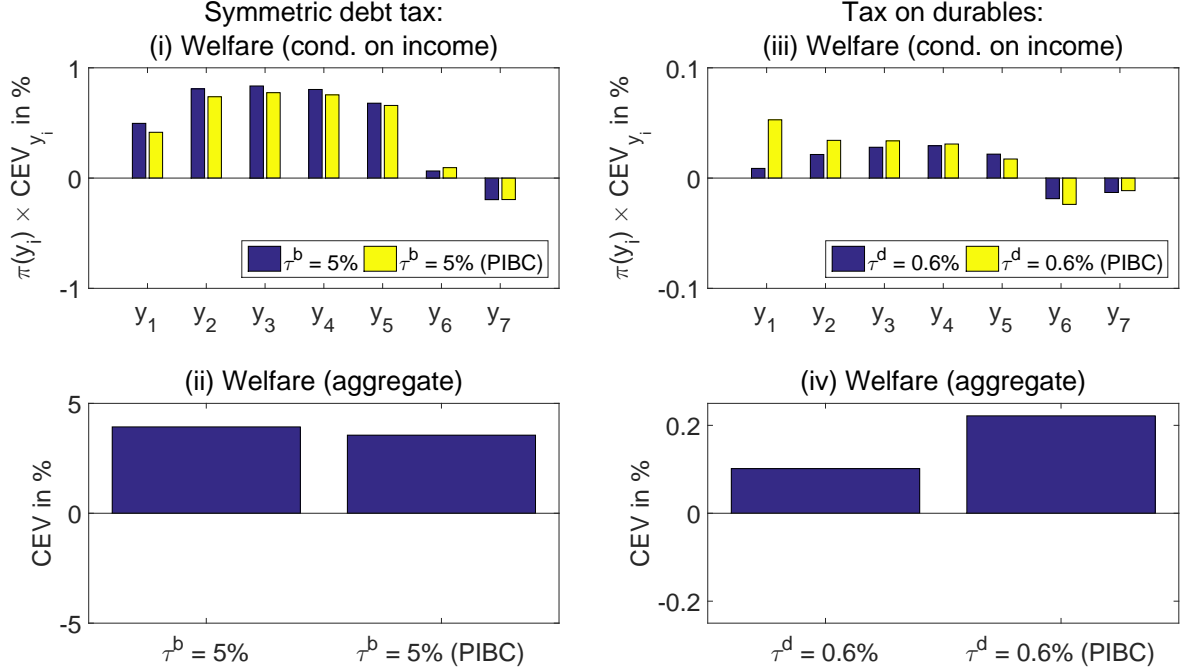 Symmetric debt tax:
(i) Welfare (cond. on income)
π(y_i) × CEV_{y_i} in %
1
0
-1
τ^b = 5%
τ^b = 5% (PIBC)
y_1 y_2 y_3 y_4 y_5 y_6 y_7
Tax on durables:
(iii) Welfare (cond. on income)
π(y_i) × CEV_{y_i} in %
0.1
0
-0.1
τ^d = 0.6%
τ^d = 0.6% (PIBC)
y_1 y_2 y_3 y_4 y_5 y_6 y_7
(ii) Welfare (aggregate)
CEV in %
5
0
-5
τ^b = 5%
τ^b = 5% (PIBC)
(iv) Welfare (aggregate)
CEV in %
0.2
0
-0.2
τ^d = 0.6%
τ^d = 0.6% (PIBC)